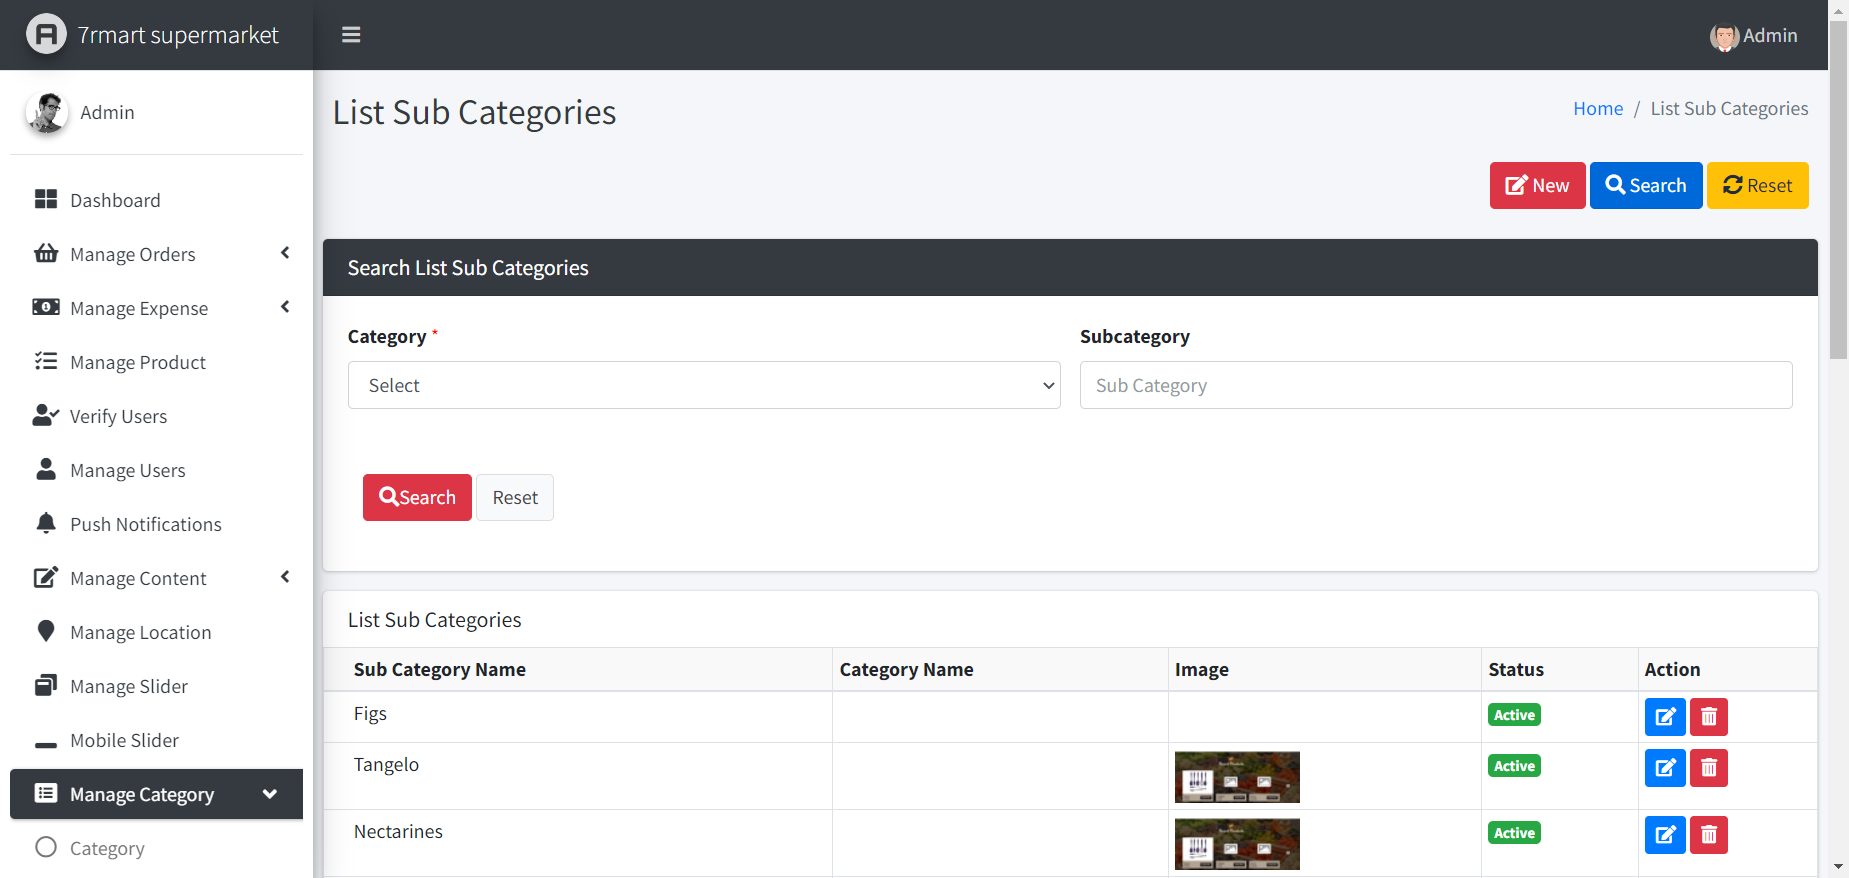 7rmart supermarket
Admin
Admin
Dashboard
Manage Orders
Manage Expense
Manage Product
Verify Users
Manage Users
Push Notifications
Manage Content
Manage Location
Manage Slider
Mobile Slider
Manage Category
Category
List Sub Categories
Home / List Sub Categories
New Search Reset
Search List Sub Categories
Category * Subcategory
Select Sub Category
Search Reset
List Sub Categories
Sub Category Name Category Name Image Status Action
Figs Active
Tangelo Active
Nectarines Active